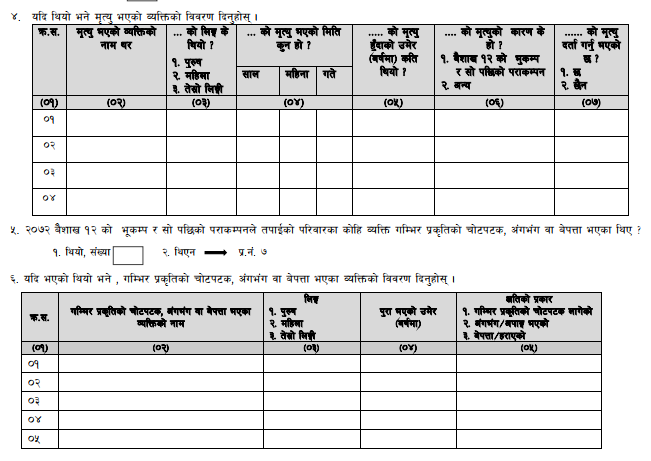 ४. यदि थियो भने मृत्यु भएको व्यक्तिको विवरण दिनुहोस् ।
क्र.स. मृत्यु भएको व्यक्तिको नाम थर ... को लिङ्ग के थियो ? १. पुरुष २. महिला ३. तेस्रो लिङ्गी ... को मृत्यु भएको मिति कुन हो ? साल महिना गते ..... को मृत्यु हुँदाको उमेर (बर्षमा) कति थियो ? .... को मृत्युको कारण के हो ? १. बैशाख १२ को भुकम्प र सो पछिको पराकम्पन २. अन्य ...... को मृत्यु दर्ता गर्नु भएको छ ? १. छ २. छैन
(०१) (०२) (०३) (०४) (०५) (०६) (०७)
०१
०२
०३
०४
५. २०७२ बैशाख १२ को भूकम्प र सो पछिको पराकम्पनले तपाईको परिवारका कोहि व्यक्ति गम्भिर प्रकृतिको चोटपटक, अंगभंग वा बेपत्ता भएका थिए ?
१. थियो, संख्या २. थिएन प्र.नं. ७
६. यदि भएको थियो भने , गम्भिर प्रकृतिको चोटपटक, अंगभंग वा बेपत्ता भएका व्यक्तिको विवरण दिनुहोस् ।
क्र.स. गम्भिर प्रकृतिको चोटपटक, अंगभंग वा बेपत्ता भएका व्यक्तिको नाम लिङ्ग १. पुरुष २. महिला ३. तेस्रो लिङ्गी पुरा भएको उमेर (बर्षमा) क्षतिको प्रकार १. गम्भिर प्रकृतिको चोटपटक लागेको २. अंगभंग/अपाङ्ग भएको ३. बेपत्ता/हराएको
(०१) (०२) (०३) (०४) (०५)
०१
०२
०३
०४
०५